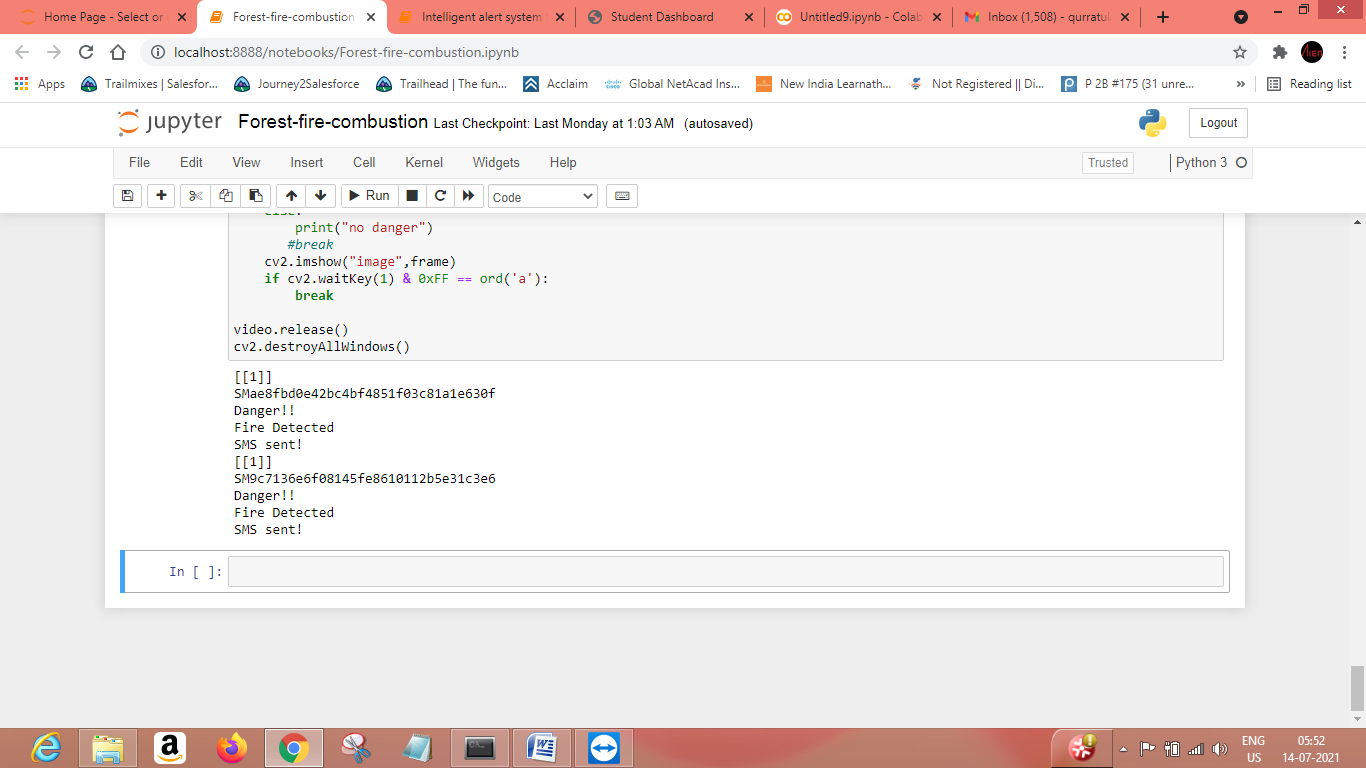 Home Page - Select or
Forest-fire-combustion
Intelligent alert system
Student Dashboard
Untitled9.ipynb - Colab
Inbox (1,508) - qurratul-
localhost:8888/notebooks/Forest-fire-combustion.ipynb
Apps
Trailmixes | Salesfor...
Journey2Salesforce
Trailhead | The fun...
Acclaim
Global NetAcad Ins...
New India Learnath...
Not Registered || Di...
P 2B #175 (31 unre...
»
Reading list
jupyter Forest-fire-combustion Last Checkpoint: Last Monday at 1:03 AM (autosaved)
Logout
File Edit View Insert Cell Kernel Widgets Help
Trusted
Python 3
Run
Code
else:
print("no danger")
#break
cv2.imshow("image",frame)
if cv2.waitKey(1) & 0xFF == ord('a'):
break
video.release()
cv2.destroyAllWindows()
[[1]]
SMae8fbd0e42bc4bf4851f03c81a1e630f
Danger!!
Fire Detected
SMS sent!
[[1]]
SM9c7136e6f08145fe8610112b5e31c3e6
Danger!!
Fire Detected
SMS sent!
In [ ]:
ENG
US
05:52
14-07-2021